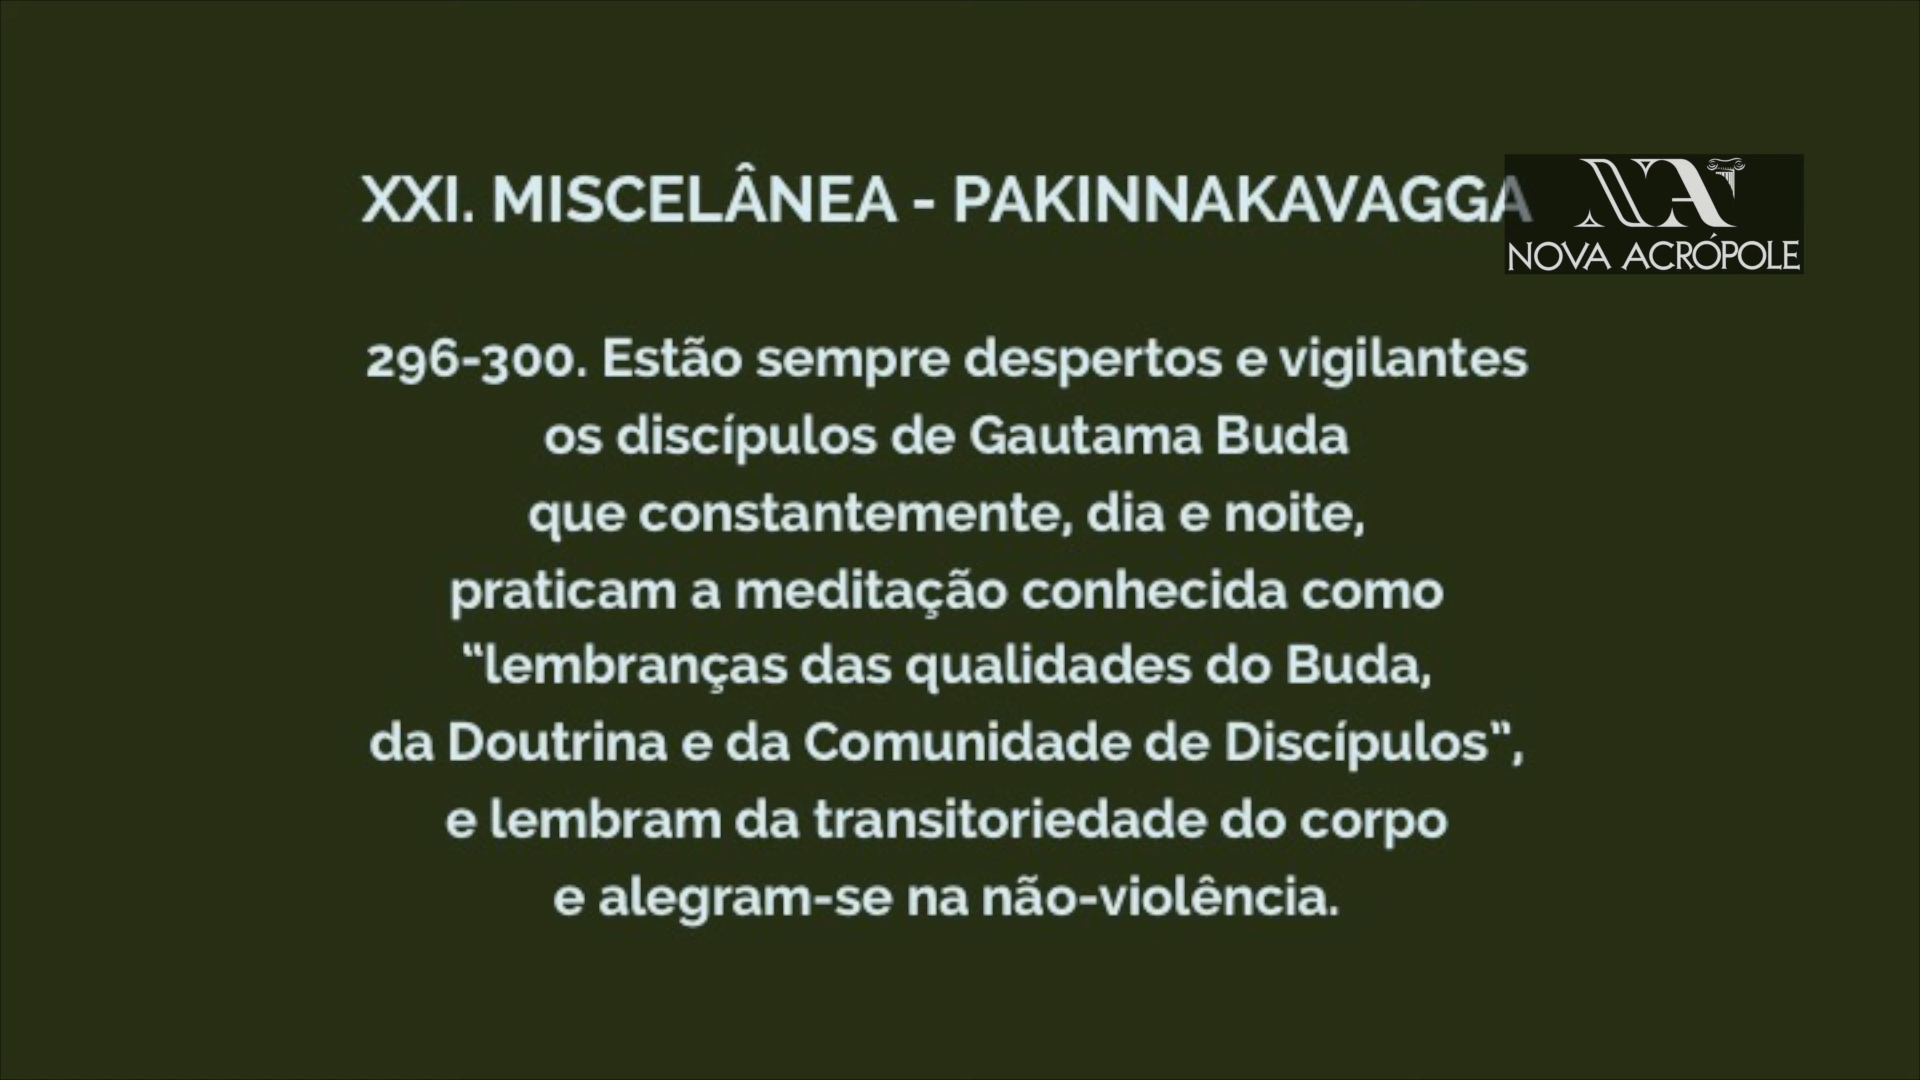 XXI. MISCELÂNEA - PAKINNAKAVAGGA
NOVA ACRÓPOLE
296-300. Estão sempre despertos e vigilantes
os discípulos de Gautama Buda
que constantemente, dia e noite,
praticam a meditação conhecida como
“lembranças das qualidades do Buda,
da Doutrina e da Comunidade de Discípulos”,
e lembram da transitoriedade do corpo
e alegram-se na não-violência.